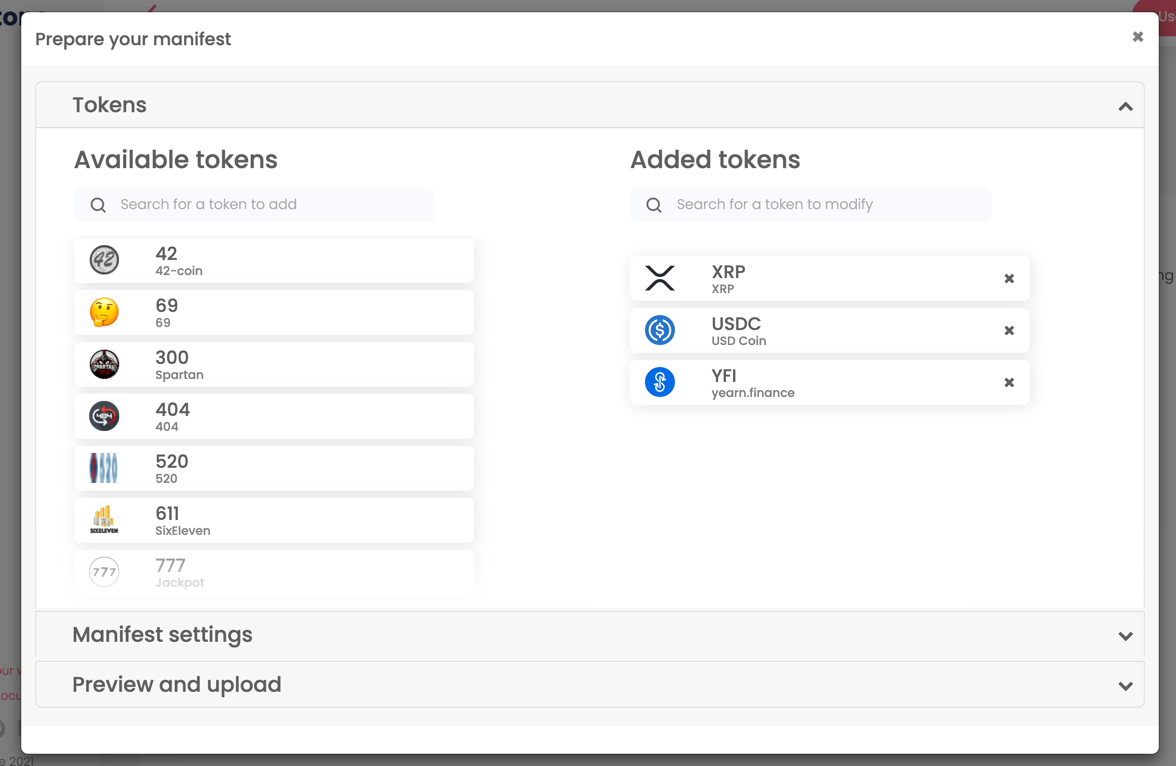 Prepare your manifest
Tokens
Available tokens
Search for a token to add
42
42-coin
69
69
300
Spartan
404
404
520
520
611
SixEleven
777
Jackpot
Added tokens
Search for a token to modify
XRP
XRP
USDC
USD Coin
YFI
yearn.finance
Manifest settings
Preview and upload
2021